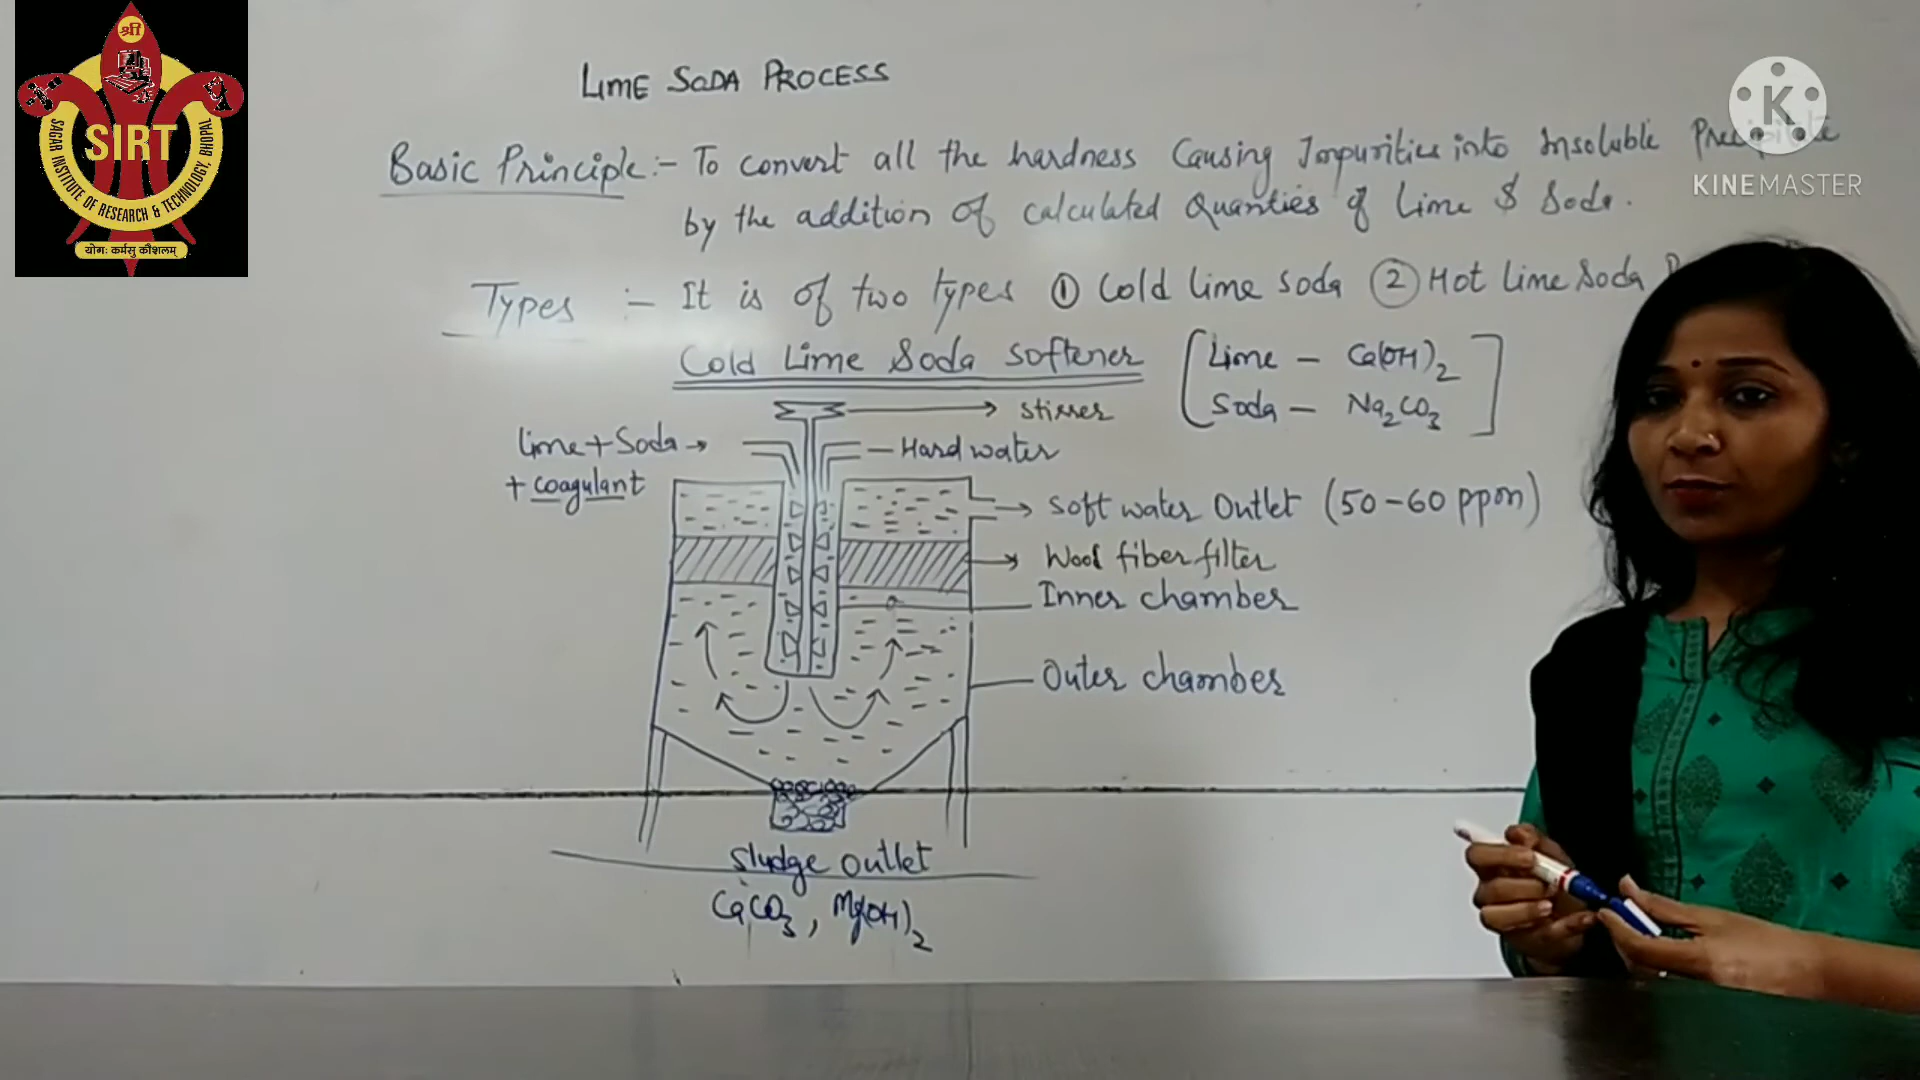 श्री
SIRT
SAGAR INSTITUTE OF RESEARCH & TECHNOLOGY, BHOPAL
योगः कर्मसु कौशलम्
K
KINEMASTER
LIME SODA PROCESS
Basic Principle :- To convert all the hardness Causing Impurities into Insoluble
by the addition of calculated Quanties of Lime & Soda.
Types :- It is of two types ① Cold lime soda ② Hot Lime Soda
Cold Lime Soda Softener
[Lime - Ca(OH)2
Soda - Na2CO3]
stirrer
Lime + Soda →
+ coagulant
Hard water
Soft water Outlet (50-60 ppm)
Wood fiber filter
Inner chamber
Outer chamber
Sludge outlet
CaCO3, Mg(OH)2